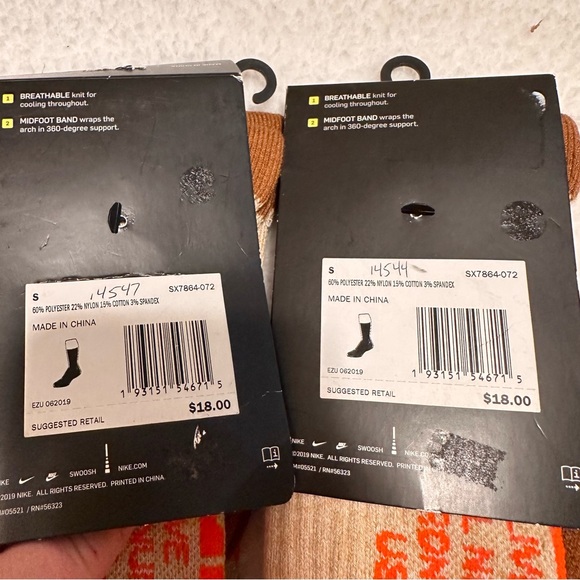 1 BREATHABLE knit for
cooling throughout.
2 MIDFOOT BAND wraps the
arch in 360-degree support.
S 14547 SX7864-072
60% POLYESTER 22% NYLON 15% COTTON 3% SPANDEX
MADE IN CHINA
EZU 062019
1 93151 54671 5
SUGGESTED RETAIL $18.00
SWOOSH NIKE.COM
©2019 NIKE. ALL RIGHTS RESERVED. PRINTED IN CHINA.
#05521 / RN#56323
1 BREATHABLE knit for
cooling throughout.
2 MIDFOOT BAND wraps the
arch in 360-degree support.
S 14544 SX7864-072
60% POLYESTER 22% NYLON 15% COTTON 3% SPANDEX
MADE IN CHINA
EZU 062019
1 93151 54671 5
SUGGESTED RETAIL $18.00
NIKE SWOOSH NIKE.COM
©2019 NIKE. ALL RIGHTS RESERVED.
#05521 / RN#56323